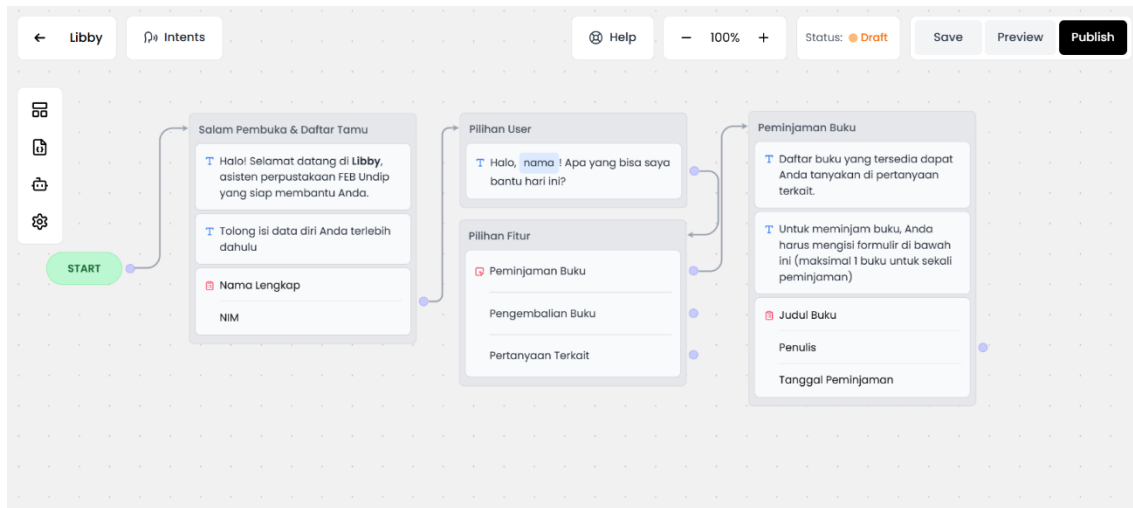 Libby
Intents
Help
100%
Status: Draft
Save
Preview
Publish
START
Salam Pembuka & Daftar Tamu
Halo! Selamat datang di Libby,
asisten perpustakaan FEB Undip
yang siap membantu Anda.
Tolong isi data diri Anda terlebih
dahulu
Nama Lengkap
NIM
Pilihan User
Halo, nama ! Apa yang bisa saya
bantu hari ini?
Pilihan Fitur
Peminjaman Buku
Pengembalian Buku
Pertanyaan Terkait
Peminjaman Buku
Daftar buku yang tersedia dapat
Anda tanyakan di pertanyaan
terkait.
Untuk meminjam buku, Anda
harus mengisi formulir di bawah
ini (maksimal 1 buku untuk sekali
peminjaman)
Judul Buku
Penulis
Tanggal Peminjaman